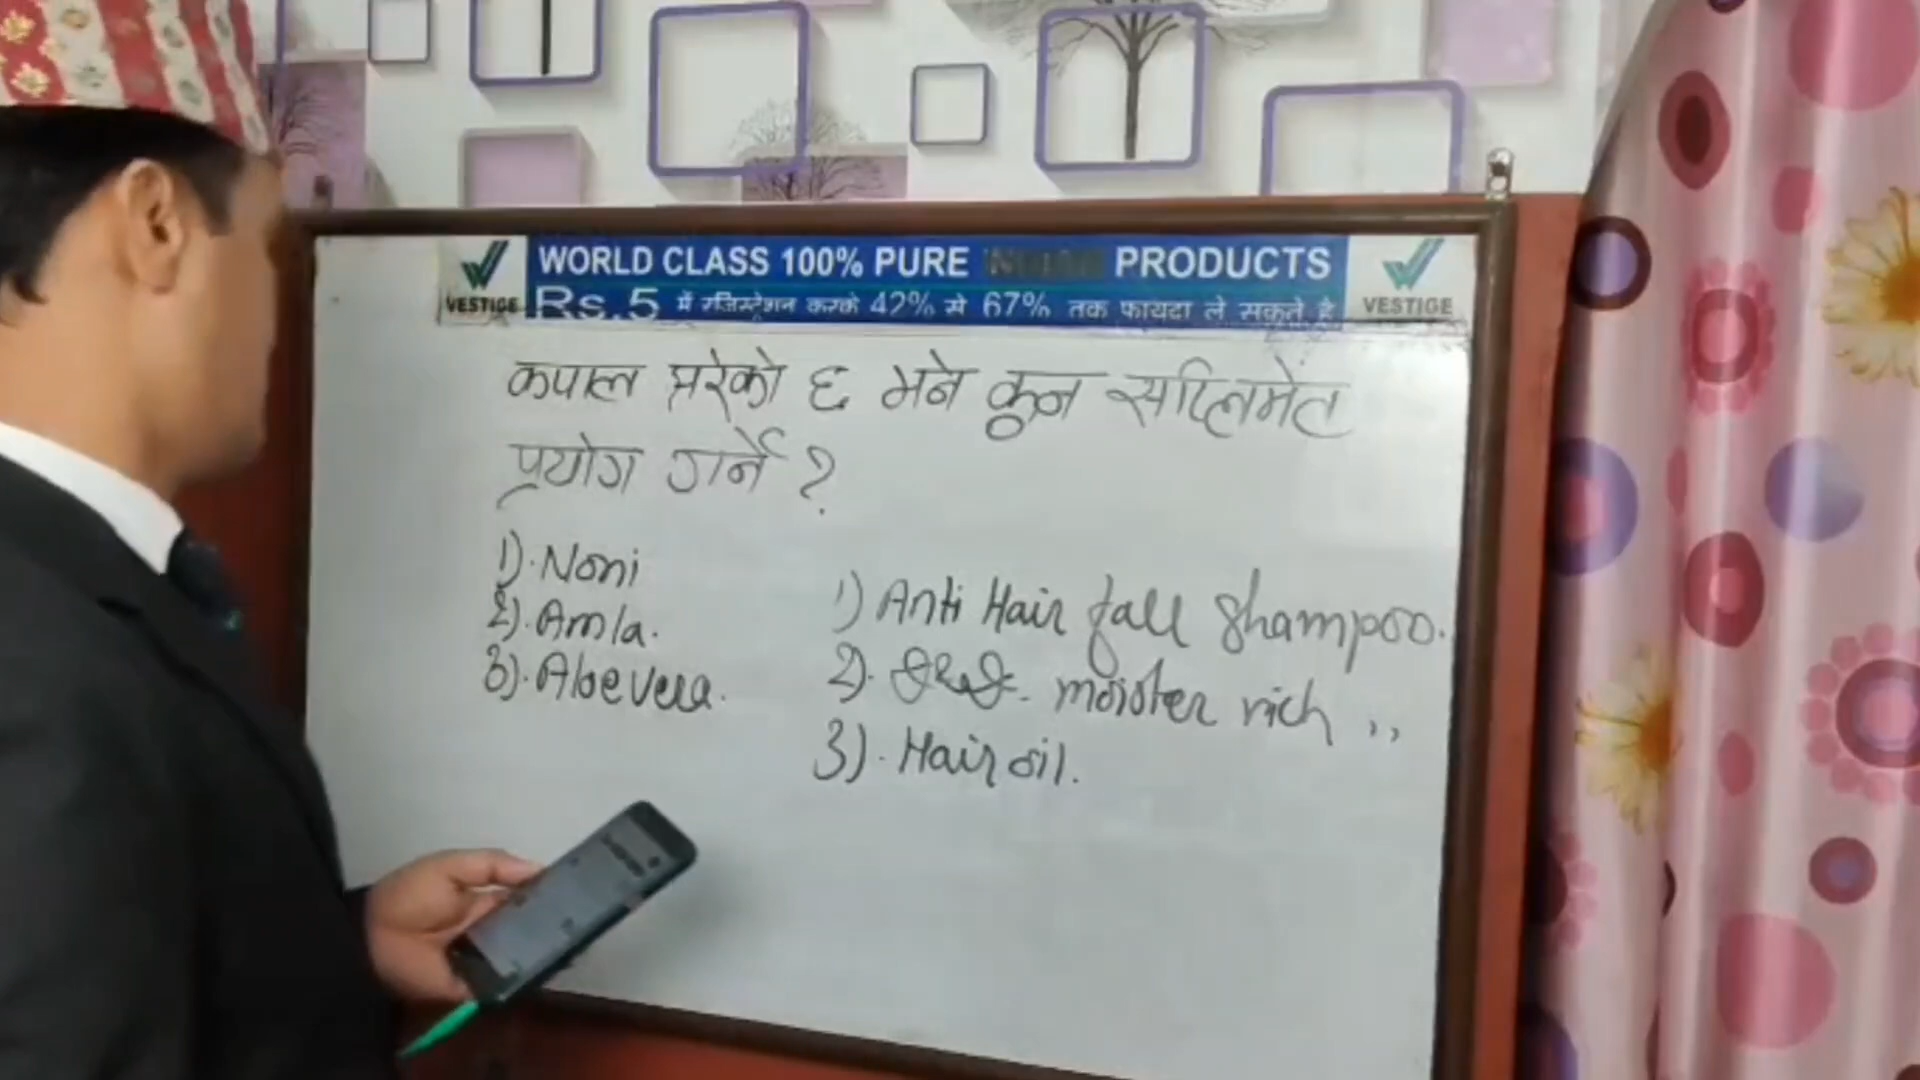 WORLD CLASS 100% PURE PRODUCTS
VESTIGE
Rs.5 में रजिस्ट्रेशन करके 42% से 67% तक फायदा ले सकते है
VESTIGE
कपाल झरेको छ भने कुन सप्लिमेंट
प्रयोग गर्ने ?
1). Noni
2). Amla.
3). Aloevera.
1) Anti Hair fall Shampoo.
2). moister rich ,,
3). Hair oil.